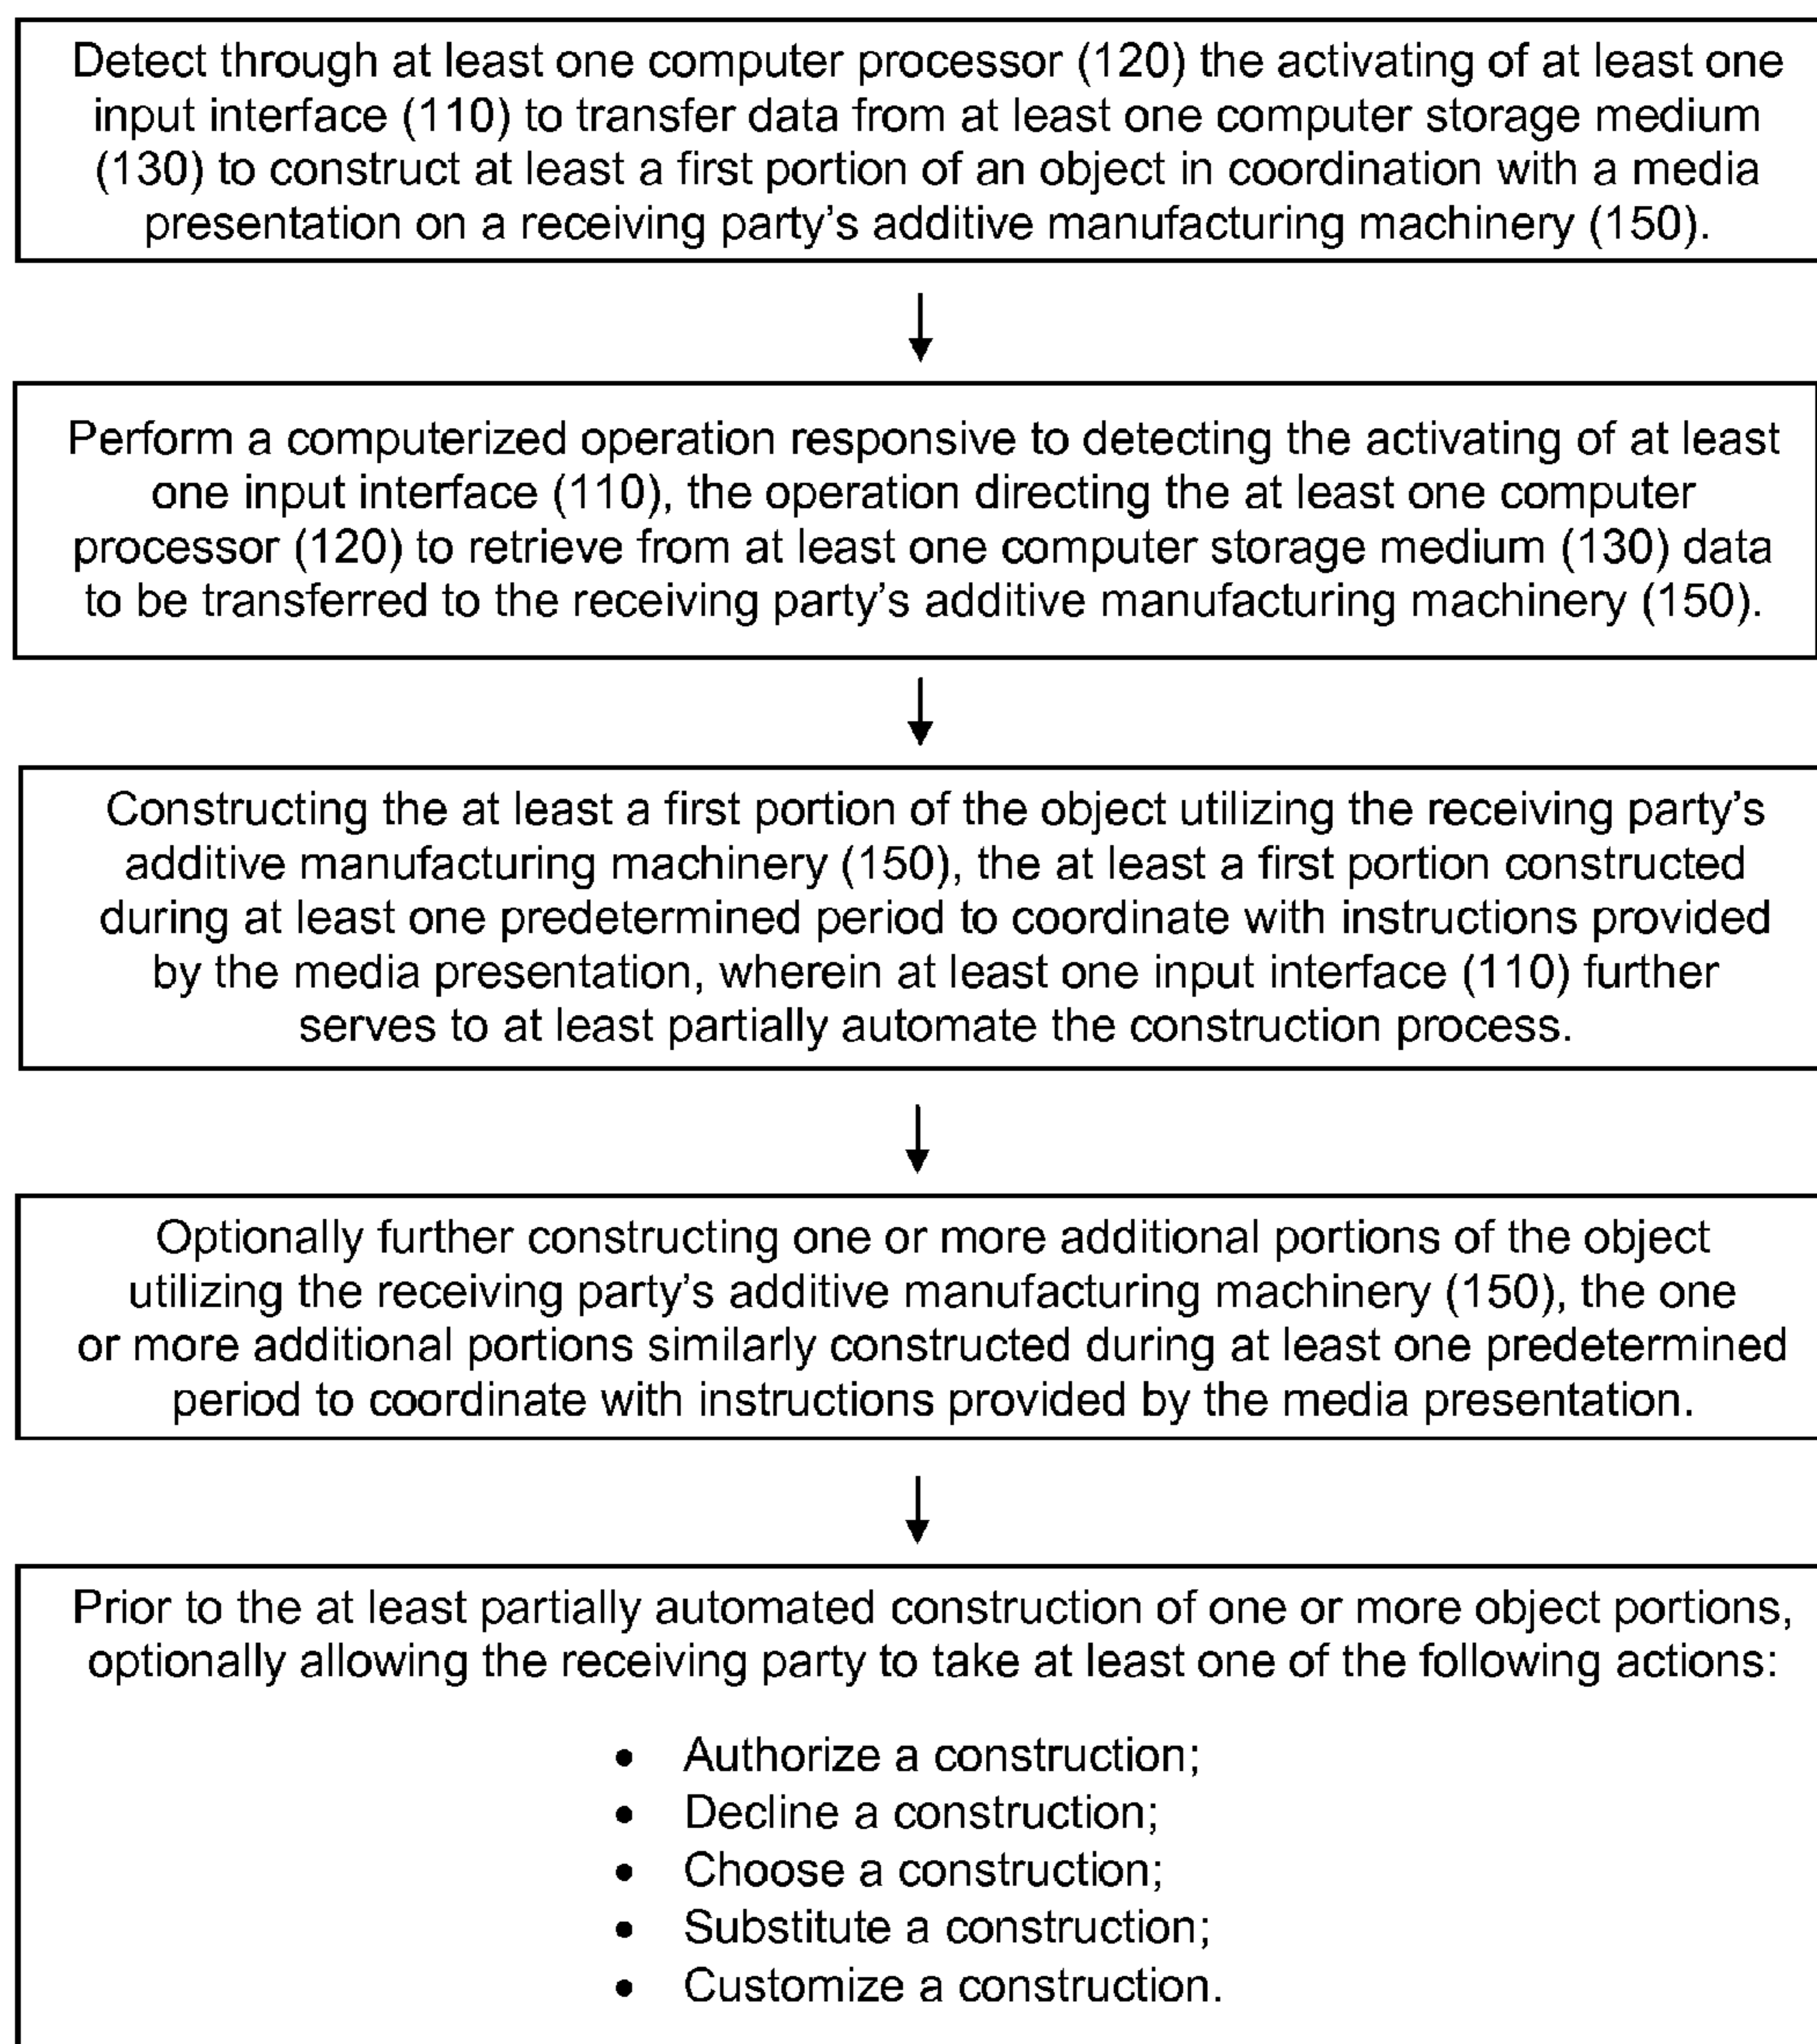 Detect through at least one computer processor (120) the activating of at least one
input interface (110) to transfer data from at least one computer storage medium
(130) to construct at least a first portion of an object in coordination with a media
presentation on a receiving party's additive manufacturing machinery (150).
Perform a computerized operation responsive to detecting the activating of at least
one input interface (110), the operation directing the at least one computer
processor (120) to retrieve from at least one computer storage medium (130) data
to be transferred to the receiving party's additive manufacturing machinery (150).
Constructing the at least a first portion of the object utilizing the receiving party's
additive manufacturing machinery (150), the at least a first portion constructed
during at least one predetermined period to coordinate with instructions provided
by the media presentation, wherein at least one input interface (110) further
serves to at least partially automate the construction process.
Optionally further constructing one or more additional portions of the object
utilizing the receiving party's additive manufacturing machinery (150), the one
or more additional portions similarly constructed during at least one predetermined
period to coordinate with instructions provided by the media presentation.
Prior to the at least partially automated construction of one or more object portions,
optionally allowing the receiving party to take at least one of the following actions:
• Authorize a construction;
• Decline a construction;
• Choose a construction;
• Substitute a construction;
• Customize a construction.